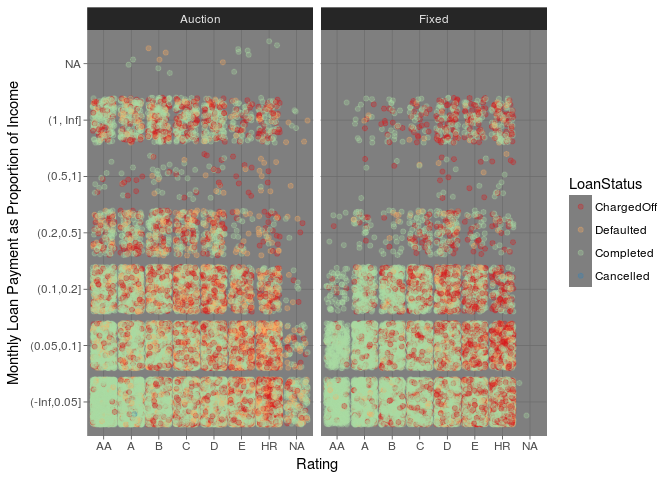 Auction Fixed
Monthly Loan Payment as Proportion of Income
NA
(1, Inf]
(0.5,1]
(0.2,0.5]
(0.1,0.2]
(0.05,0.1]
(-Inf,0.05]
AA A B C D E HR NA AA A B C D E HR NA
Rating
LoanStatus
ChargedOff
Defaulted
Completed
Cancelled